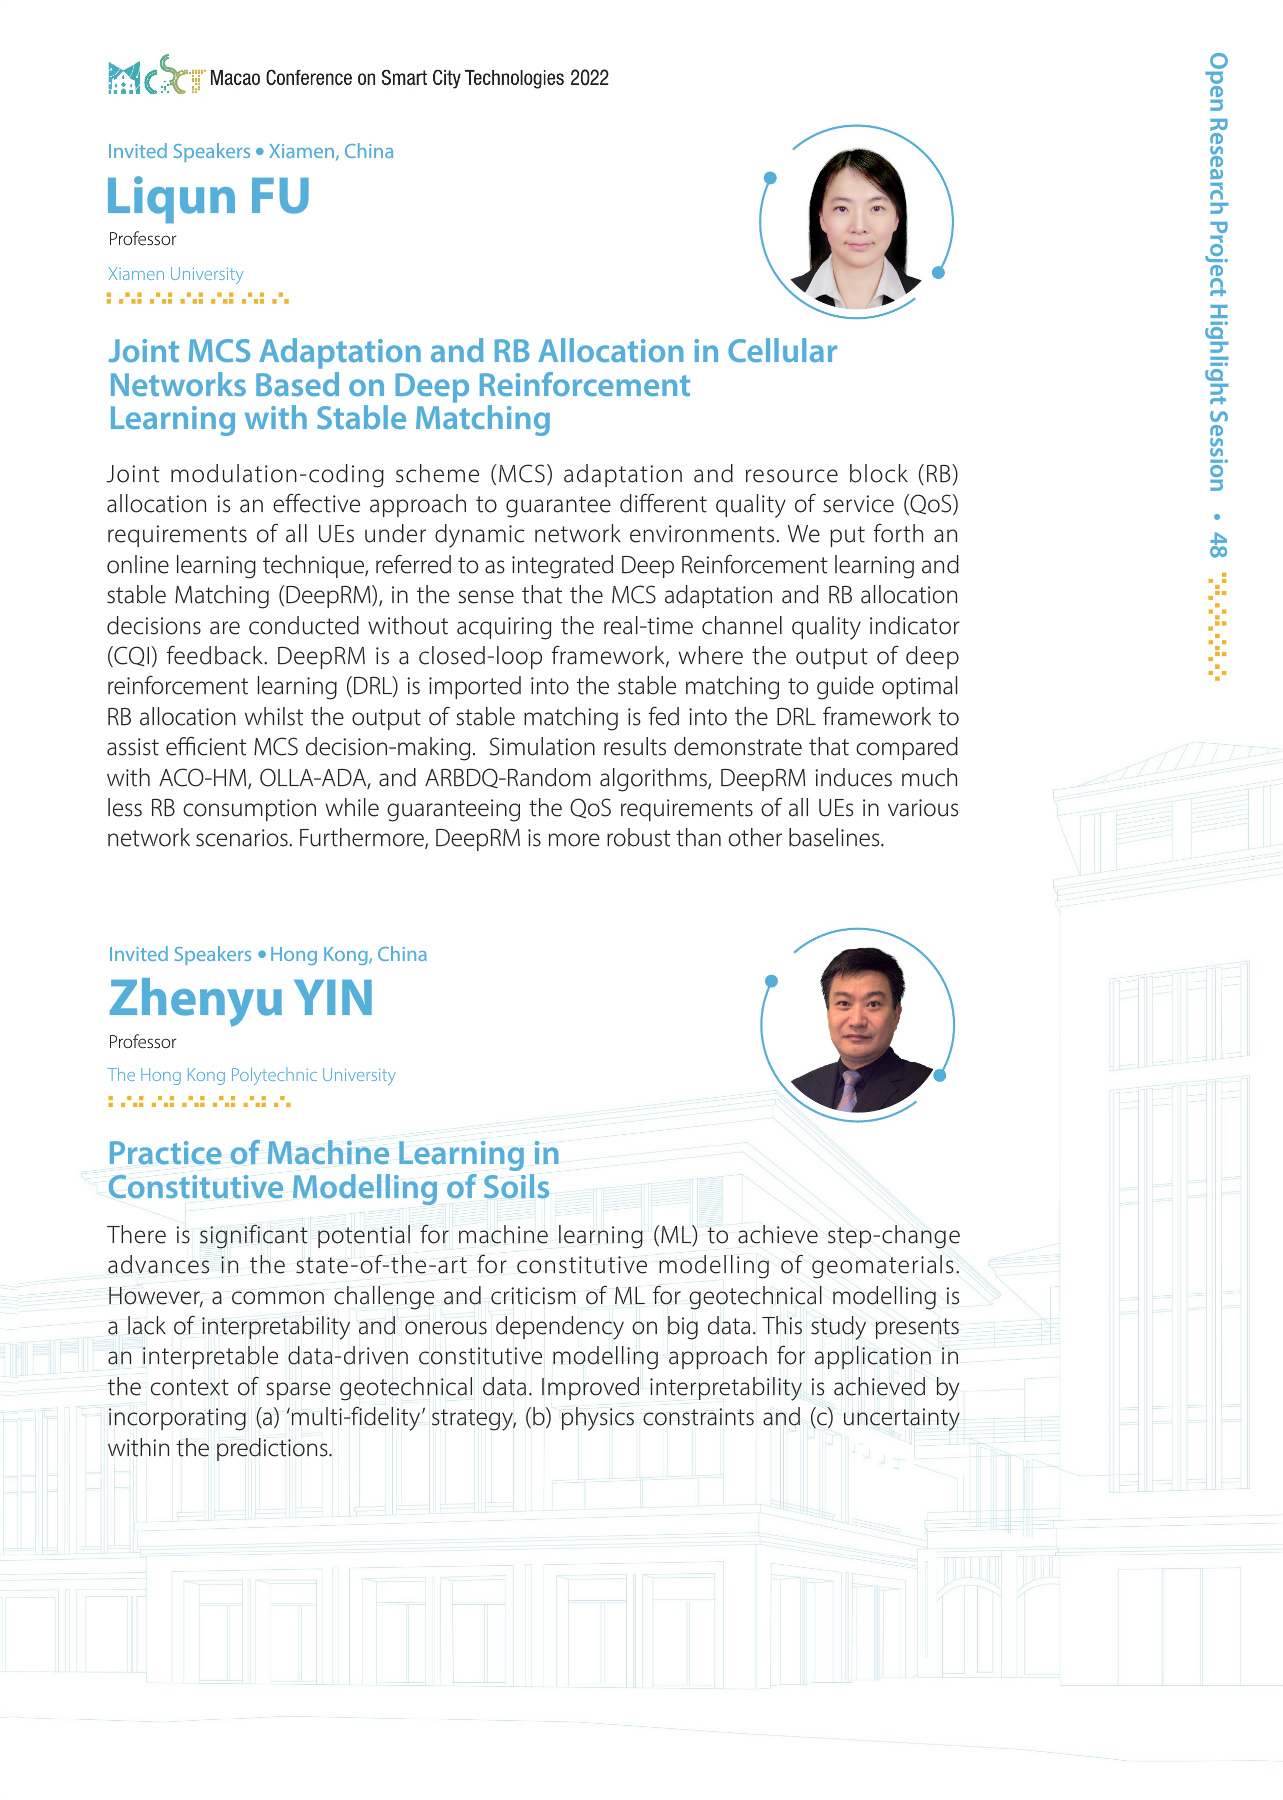 MCSCT Macao Conference on Smart City Technologies 2022
Invited Speakers • Xiamen, China
Liqun FU
Professor
Xiamen University
Joint MCS Adaptation and RB Allocation in Cellular
Networks Based on Deep Reinforcement
Learning with Stable Matching
Joint modulation-coding scheme (MCS) adaptation and resource block (RB)
allocation is an effective approach to guarantee different quality of service (QoS)
requirements of all UEs under dynamic network environments. We put forth an
online learning technique, referred to as integrated Deep Reinforcement learning and
stable Matching (DeepRM), in the sense that the MCS adaptation and RB allocation
decisions are conducted without acquiring the real-time channel quality indicator
(CQI) feedback. DeepRM is a closed-loop framework, where the output of deep
reinforcement learning (DRL) is imported into the stable matching to guide optimal
RB allocation whilst the output of stable matching is fed into the DRL framework to
assist efficient MCS decision-making. Simulation results demonstrate that compared
with ACO-HM, OLLA-ADA, and ARBDQ-Random algorithms, DeepRM induces much
less RB consumption while guaranteeing the QoS requirements of all UEs in various
network scenarios. Furthermore, DeepRM is more robust than other baselines.
Invited Speakers • Hong Kong, China
Zhenyu YIN
Professor
The Hong Kong Polytechnic University
Practice of Machine Learning in
Constitutive Modelling of Soils
There is significant potential for machine learning (ML) to achieve step-change
advances in the state-of-the-art for constitutive modelling of geomaterials.
However, a common challenge and criticism of ML for geotechnical modelling is
a lack of interpretability and onerous dependency on big data. This study presents
an interpretable data-driven constitutive modelling approach for application in
the context of sparse geotechnical data. Improved interpretability is achieved by
incorporating (a) ‘multi-fidelity’ strategy, (b) physics constraints and (c) uncertainty
within the predictions.
Open Research Project Highlight Session • 48